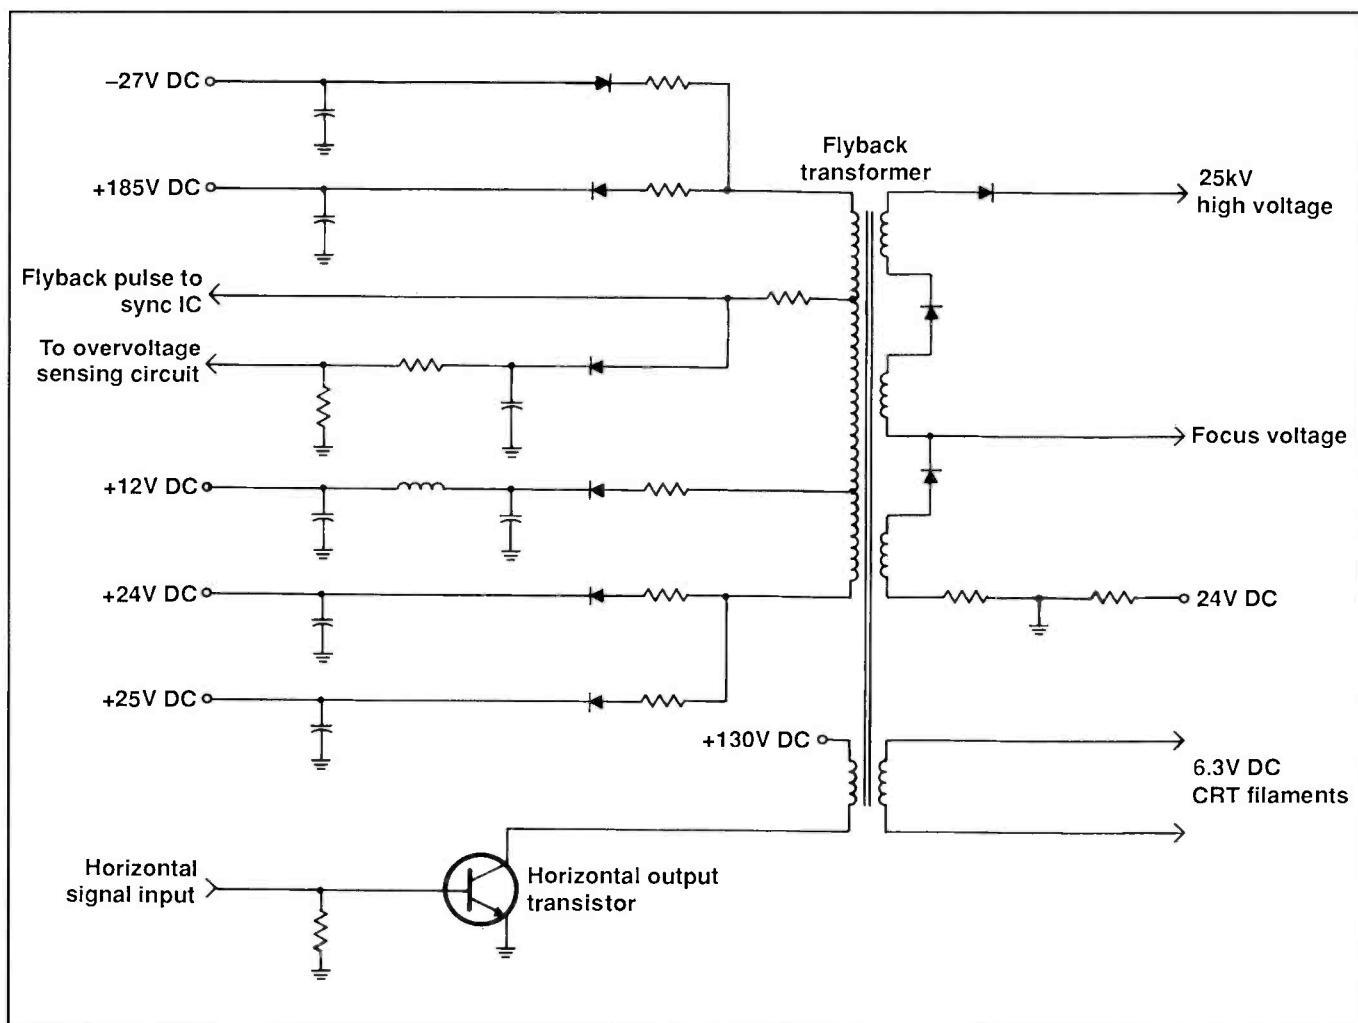 –27V DC
+185V DC
Flyback pulse to
sync IC
To overvoltage
sensing circuit
+12V DC
+24V DC
+25V DC
+130V DC
Horizontal
signal input
Horizontal output
transistor
Flyback
transformer
25kV
high voltage
Focus voltage
24V DC
6.3V DC
CRT filaments